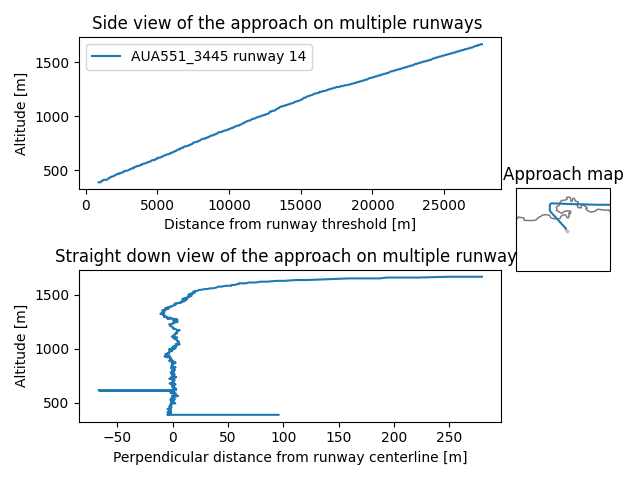 Side view of the approach on multiple runways
1500
1000
500
Altitude [m]
AUA551_3445 runway 14
0 5000 10000 15000 20000 25000
Distance from runway threshold [m]
Approach map
Straight down view of the approach on multiple runway
1500
1000
500
Altitude [m]
−50 0 50 100 150 200 250
Perpendicular distance from runway centerline [m]